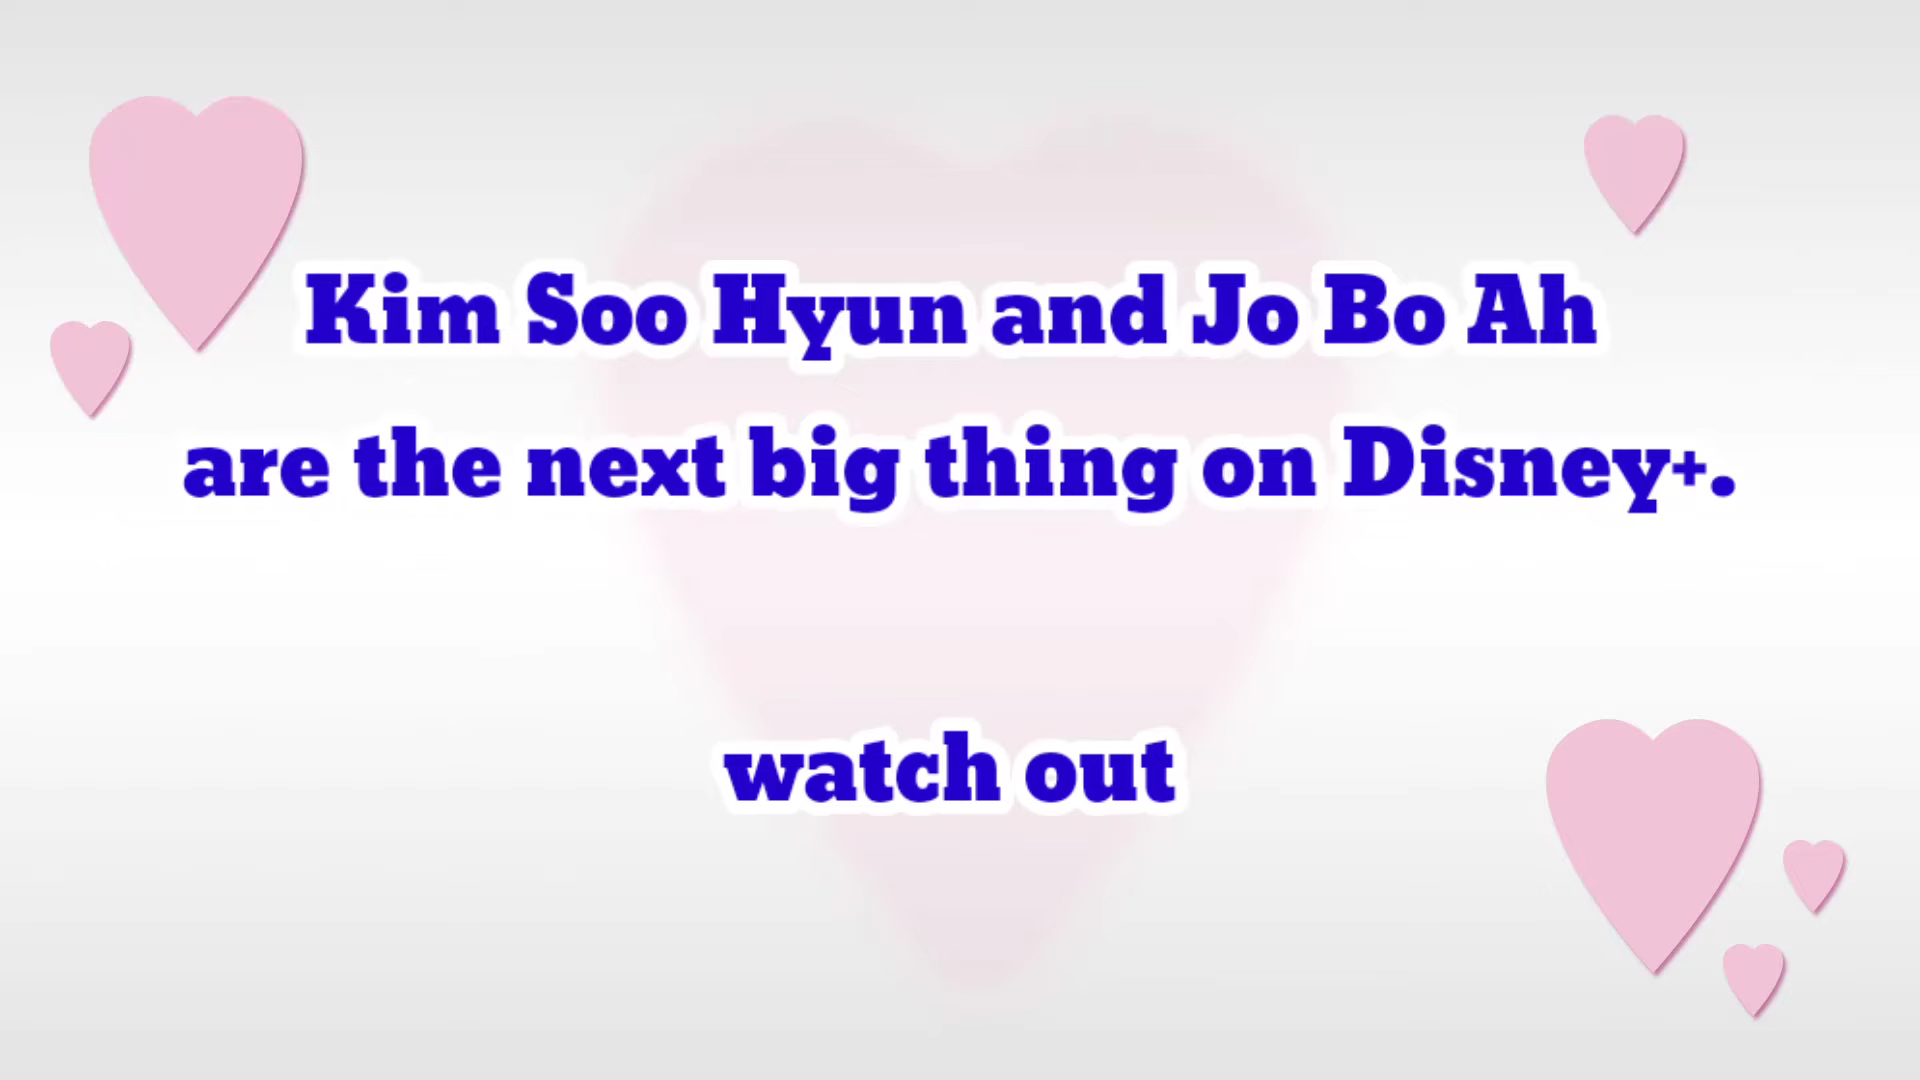 Kim Soo Hyun and Jo Bo Ah
are the next big thing on Disney+.
watch out